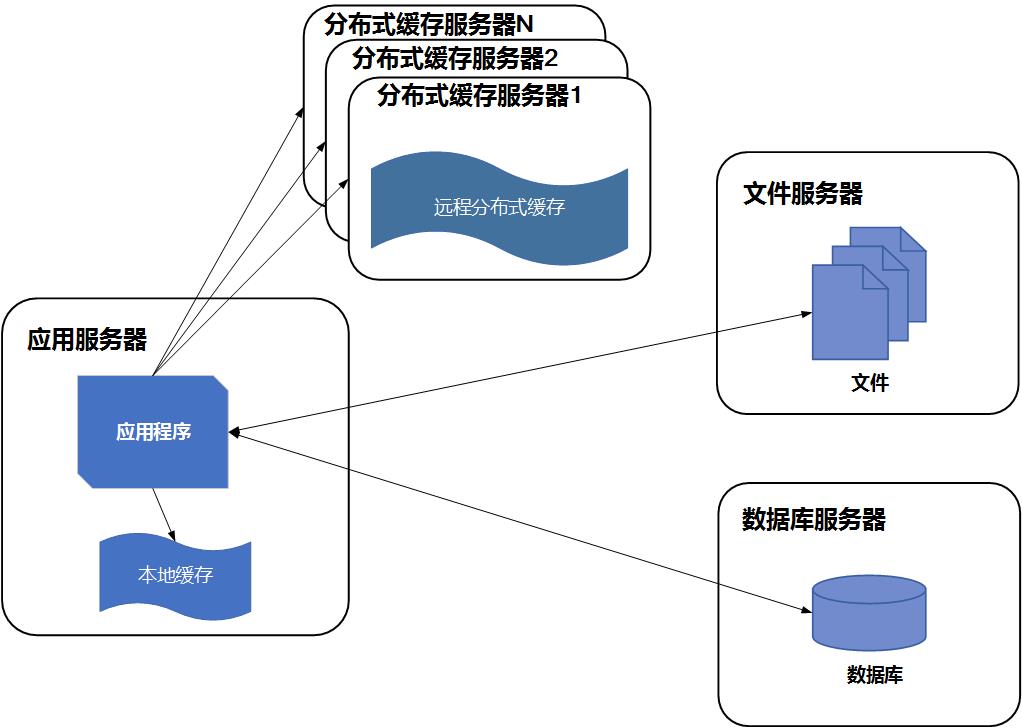 分布式缓存服务器N
分布式缓存服务器2
分布式缓存服务器1
远程分布式缓存
文件服务器
文件
应用服务器
应用程序
本地缓存
数据库服务器
数据库